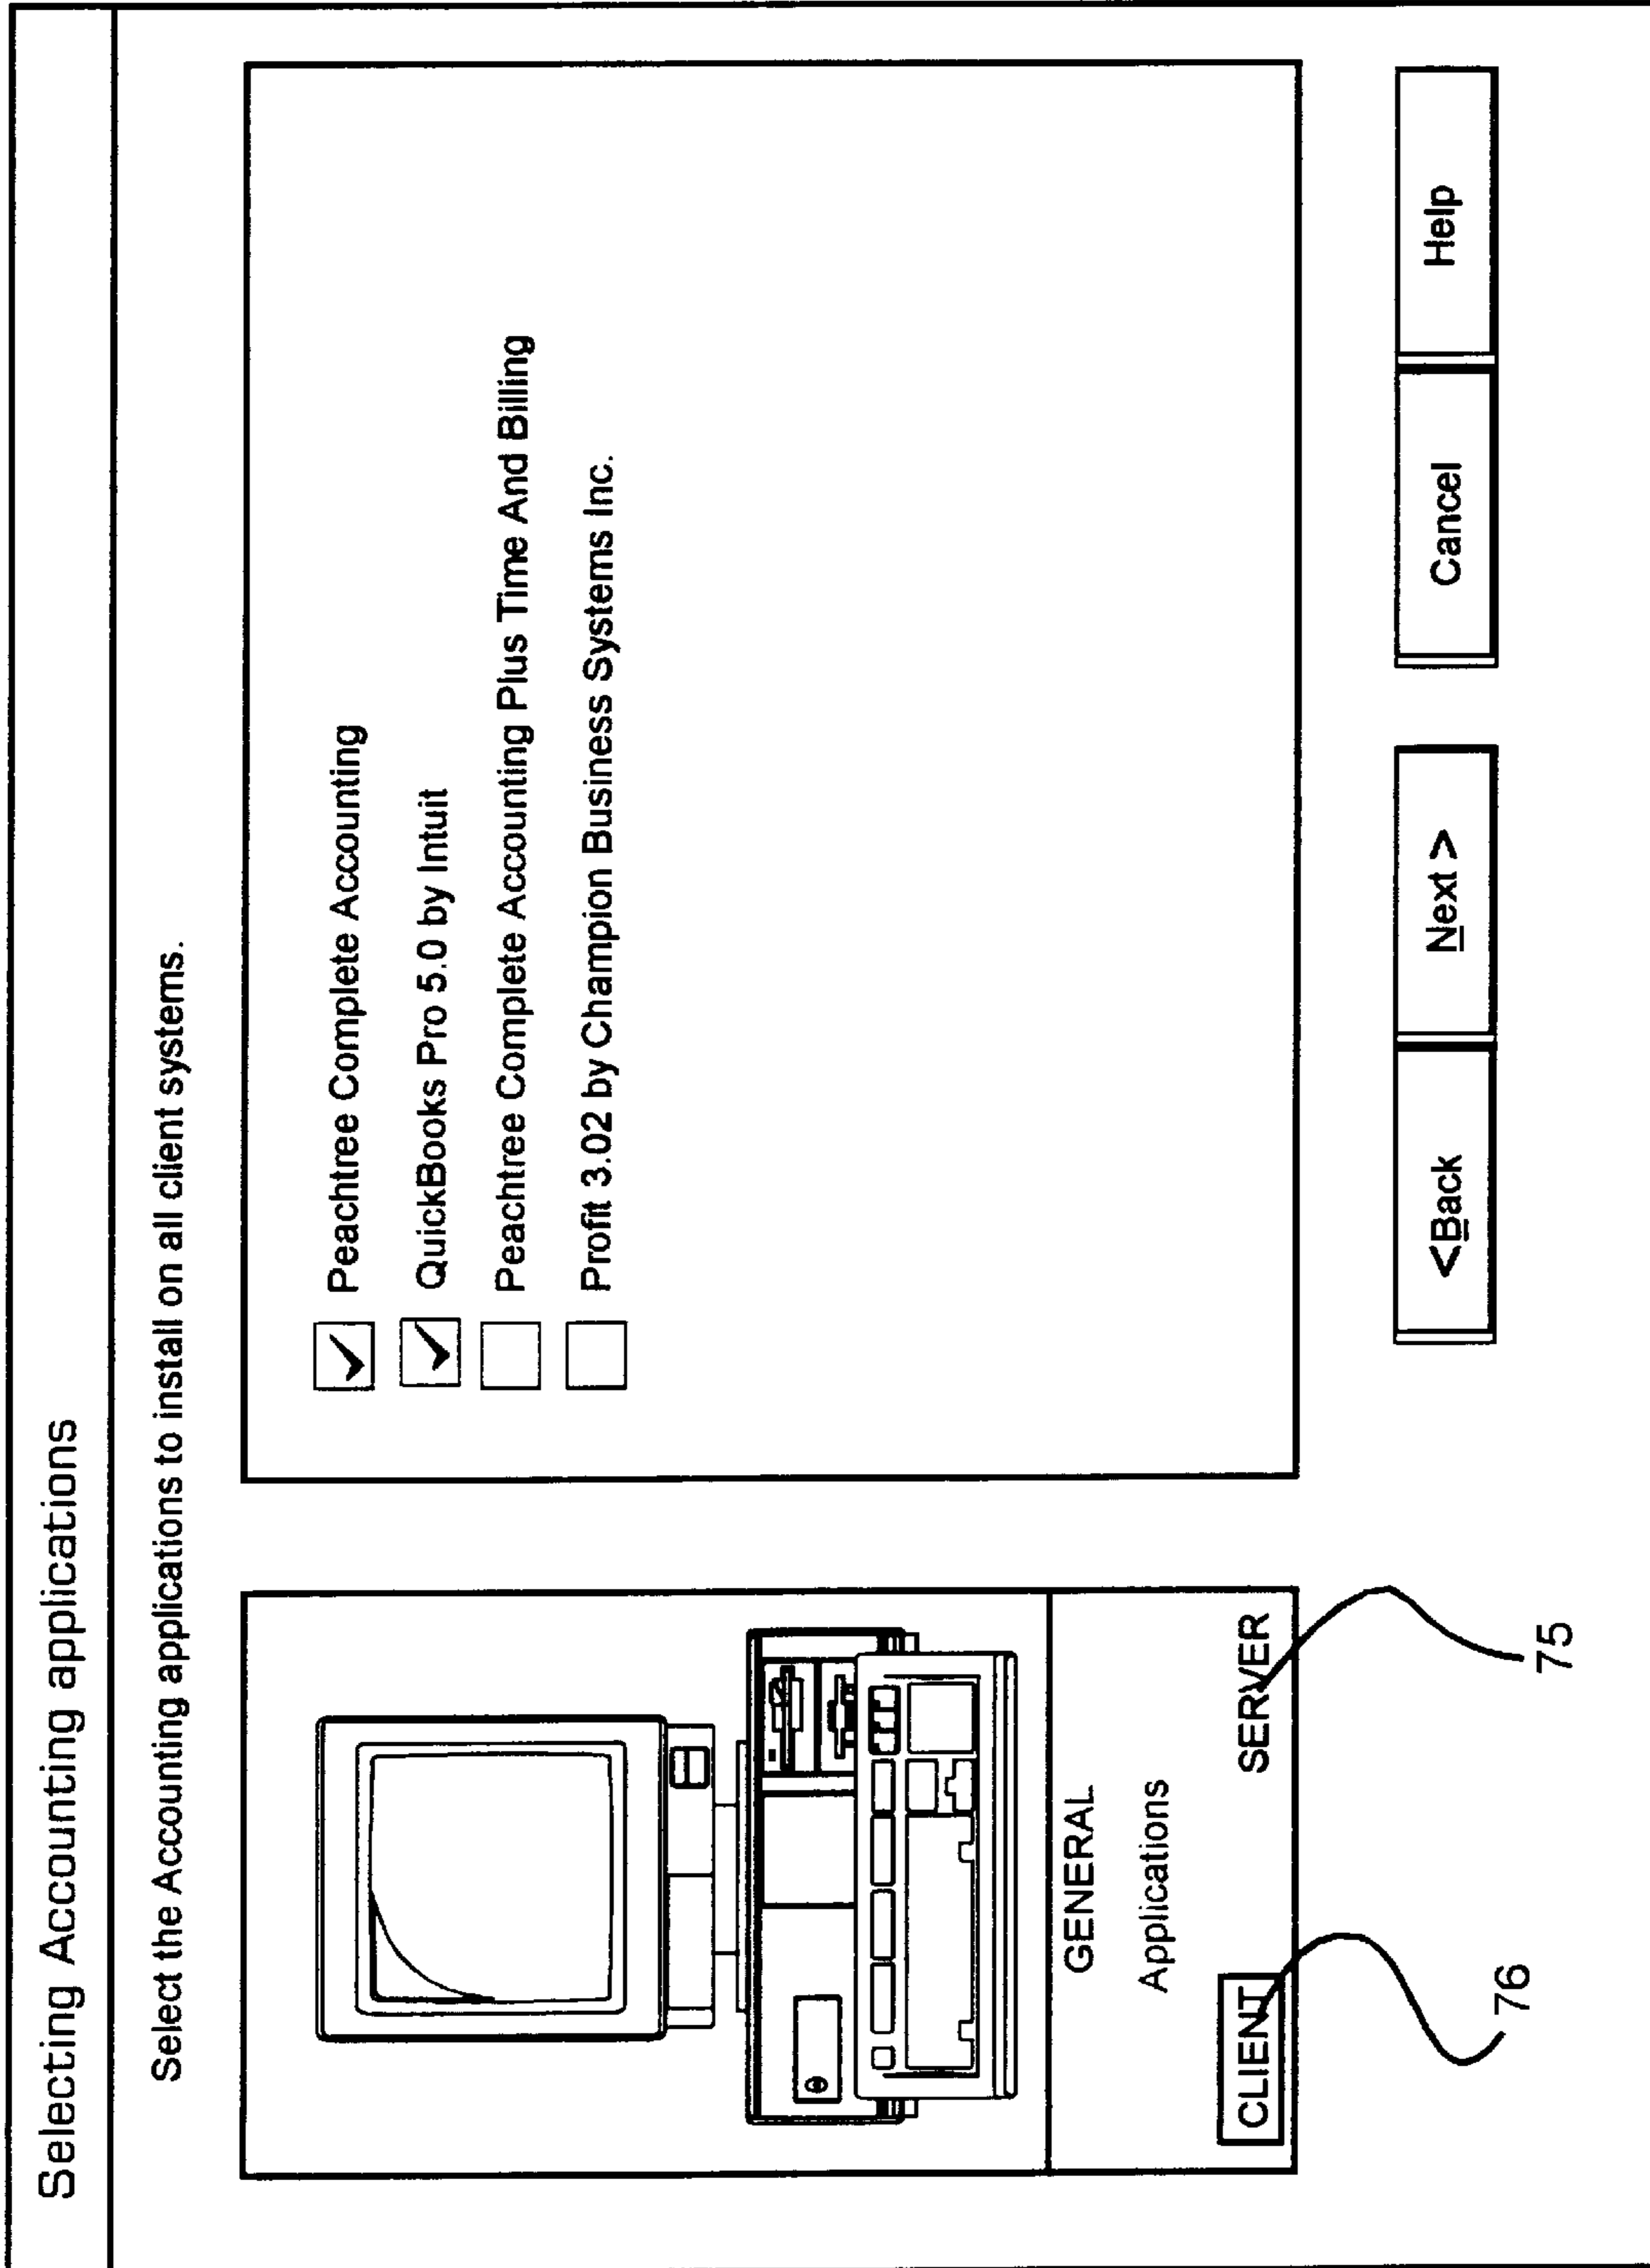 Selecting Accounting applications
Select the Accounting applications to install on all client systems.
Peachtree Complete Accounting
QuickBooks Pro 5.0 by Intuit
Peachtree Complete Accounting Plus Time And Billing
Profit 3.02 by Champion Business Systems Inc.
GENERAL
Applications
CLIENT SERVER
<Back Next > Cancel Help
76 75